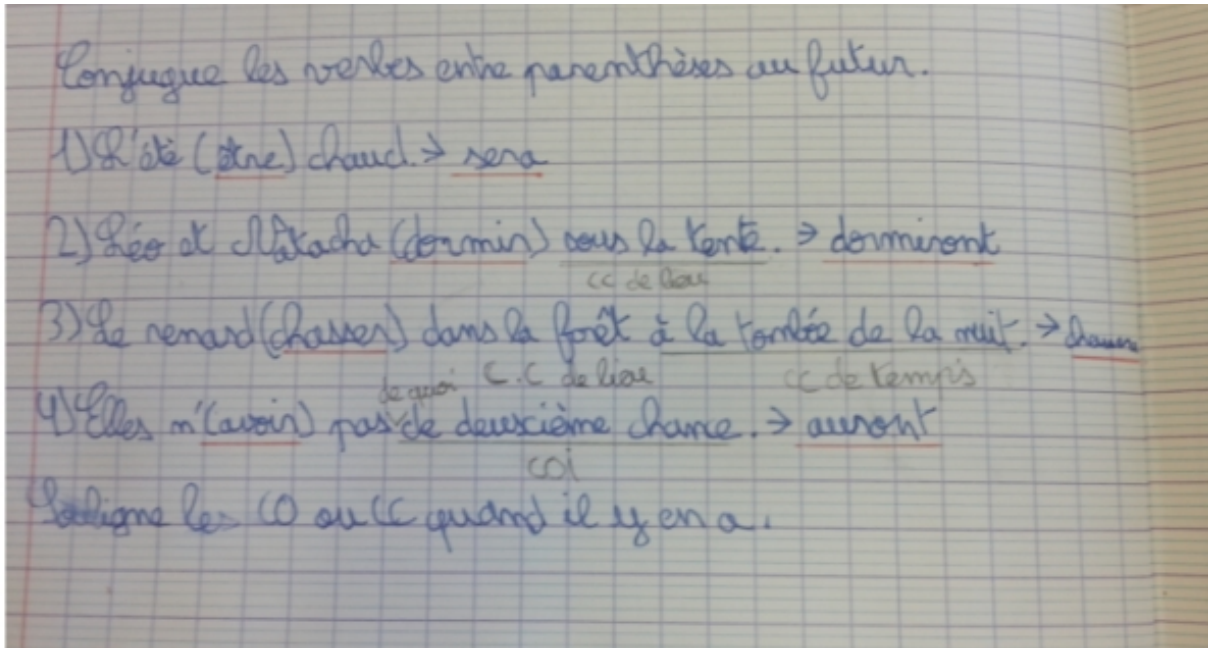 Conjugue les verbes entre parenthèses au futur.
1) L'été (être) chaud. → sera
2) Léo et Natacha (dormir) sous la tente. → dormiront
cc de lieu
3) Le renard (chasser) dans la forêt à la tombée de la nuit. →
de quoi C.C de lieu cc de temps
4) Elles n'(avoir) pas de deuxième chance. → auront
COI
Souligne les CO ou CC quand il y en a.